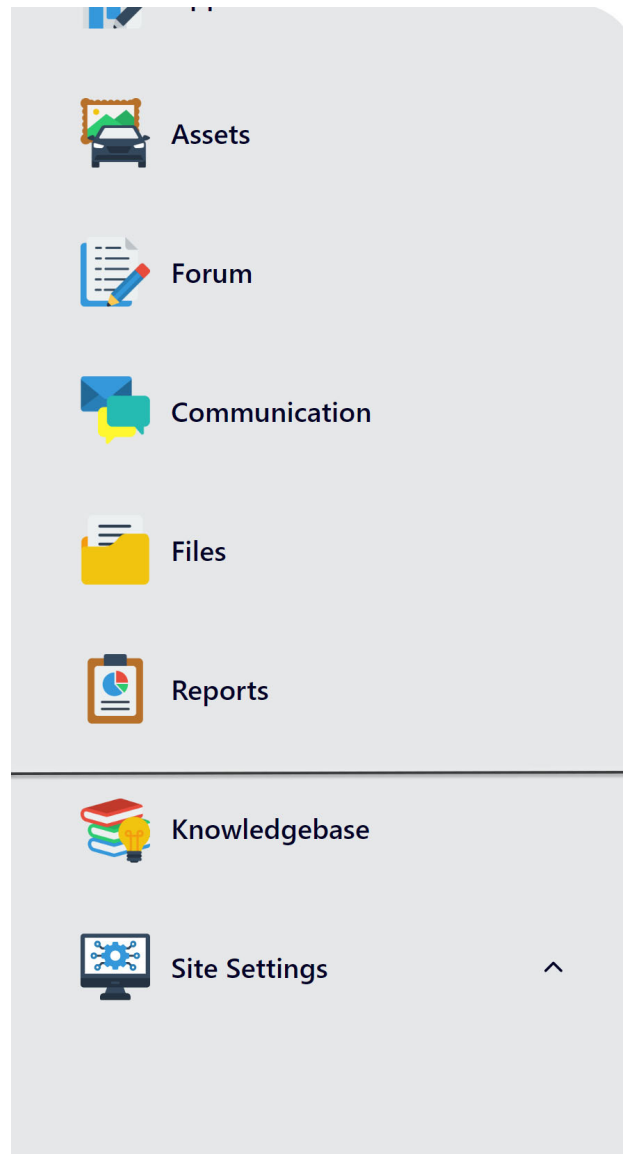 Assets
Forum
Communication
Files
Reports
Knowledgebase
Site Settings